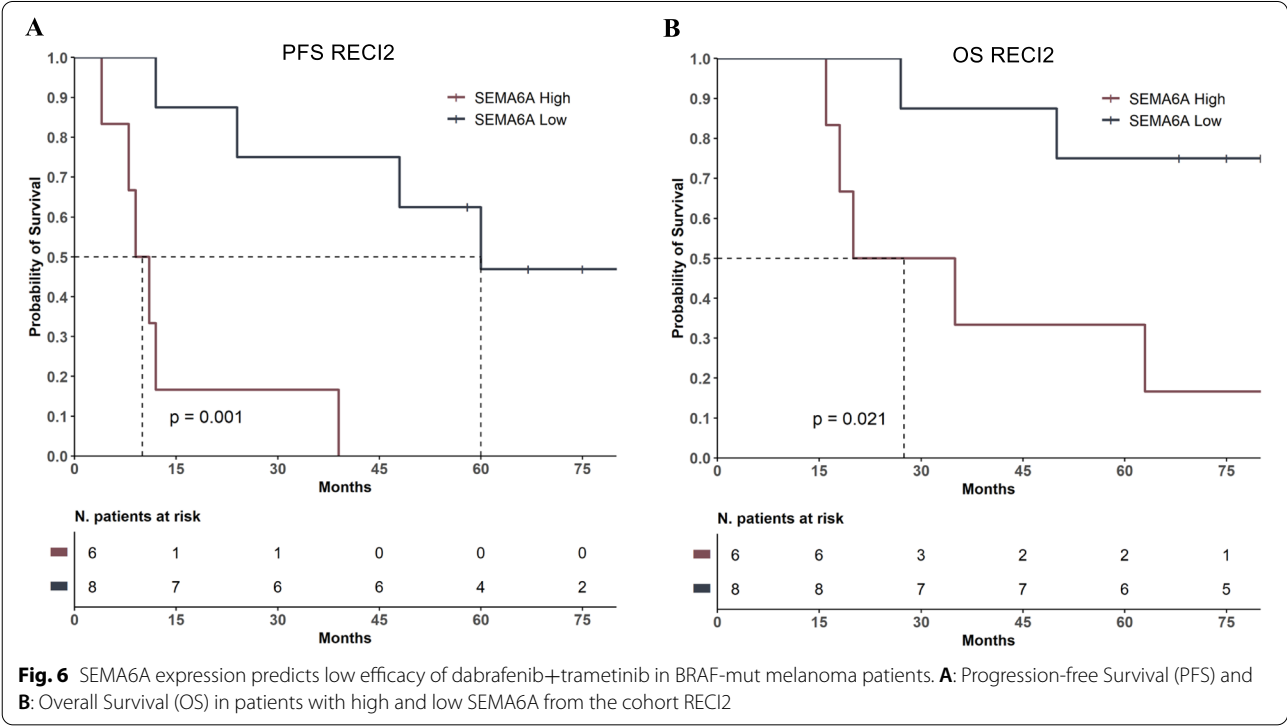 A
PFS RECI2
1.0
0.9
0.8
0.7
0.6
0.5
0.4
0.3
0.2
0.1
0.0
Probability of Survival
SEMA6A High
SEMA6A Low
p = 0.001
0 15 30 45 60 75
Months
N. patients at risk
6 1 1 0 0 0
8 7 6 6 4 2
0 15 30 45 60 75
Months
B
OS RECI2
1.0
0.9
0.8
0.7
0.6
0.5
0.4
0.3
0.2
0.1
0.0
Probability of Survival
SEMA6A High
SEMA6A Low
p = 0.021
0 15 30 45 60 75
Months
N. patients at risk
6 6 3 2 2 1
8 8 7 7 6 5
0 15 30 45 60 75
Months
Fig. 6 SEMA6A expression predicts low efficacy of dabrafenib+trametinib in BRAF-mut melanoma patients. A: Progression-free Survival (PFS) and
B: Overall Survival (OS) in patients with high and low SEMA6A from the cohort RECI2